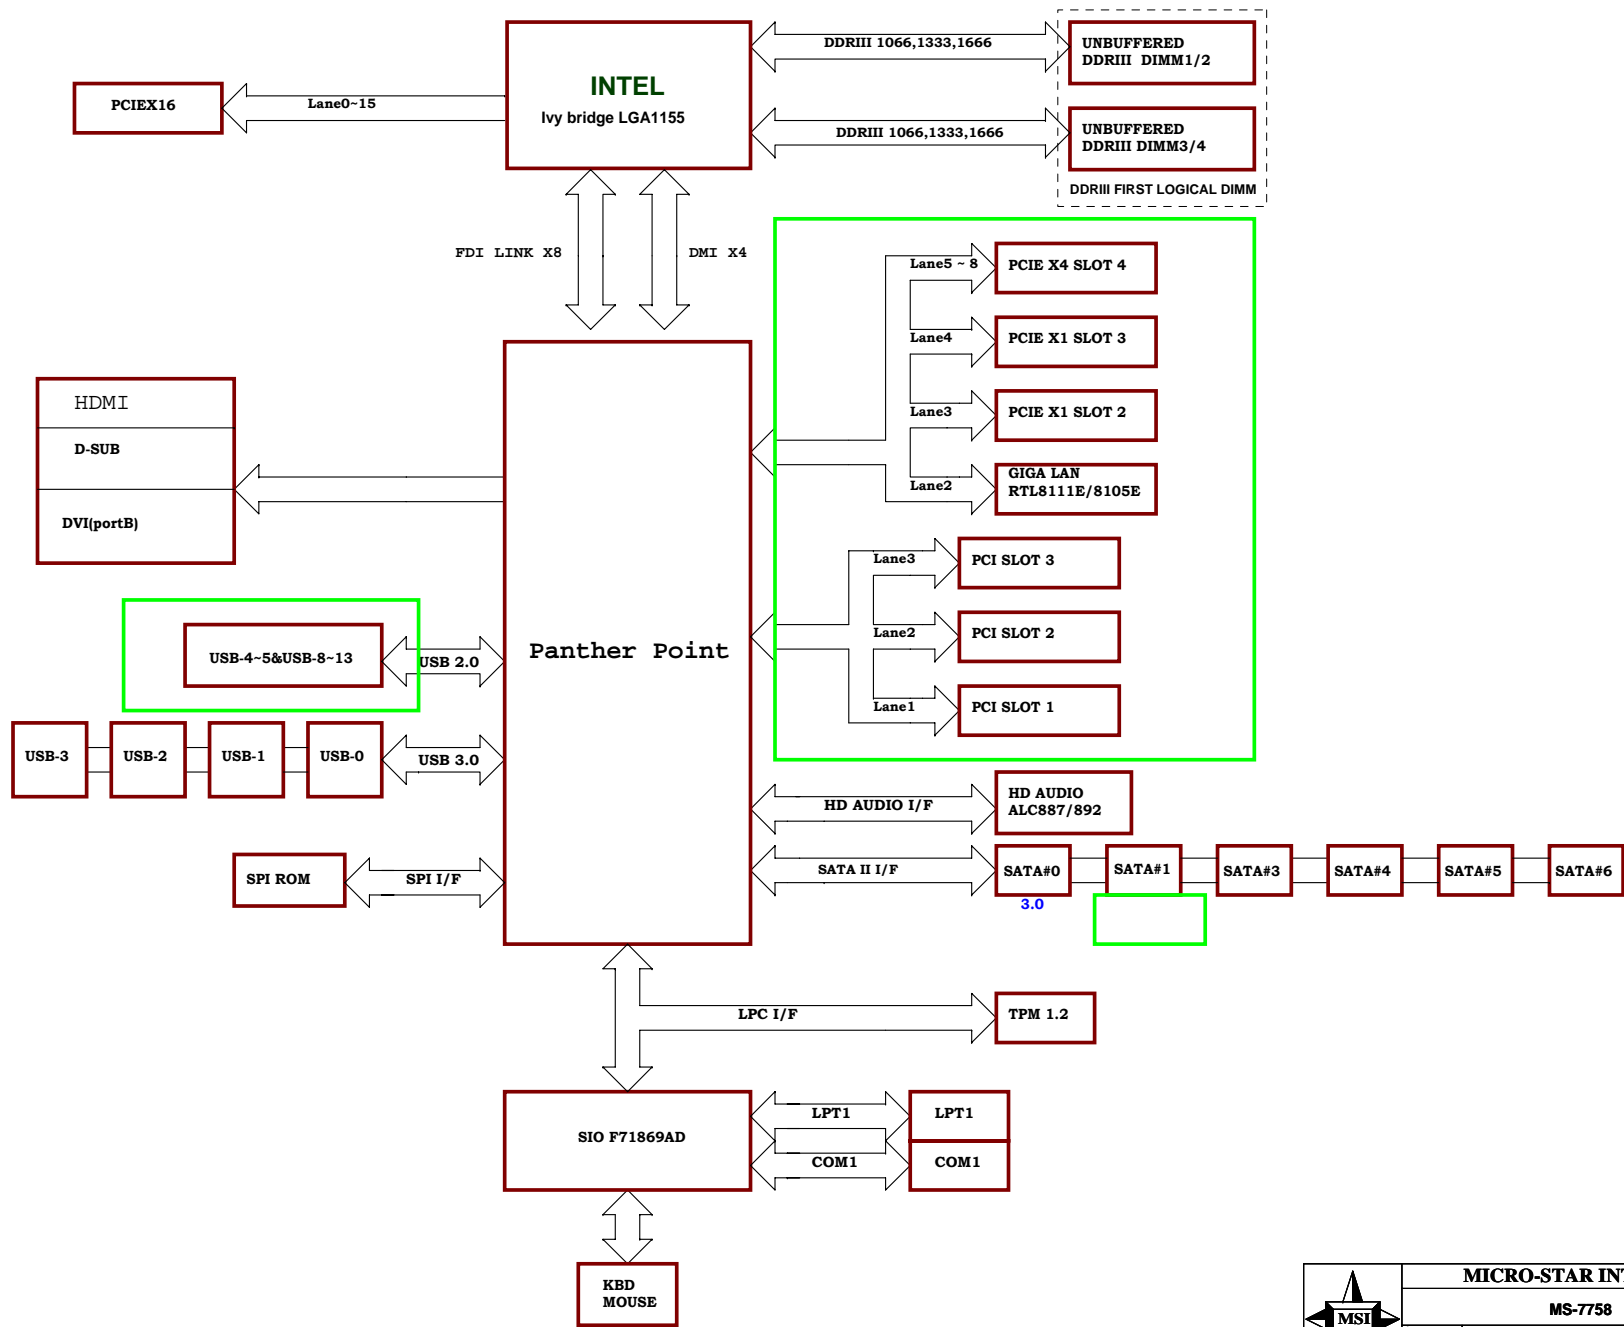 INTEL
Ivy bridge LGA1155
PCIEX16
Lane0~15
DDRIII 1066,1333,1666
UNBUFFERED
DDRIII DIMM1/2
DDRIII 1066,1333,1666
UNBUFFERED
DDRIII DIMM3/4
DDRIII FIRST LOGICAL DIMM
FDI LINK X8
DMI X4
Lane5 ~ 8
PCIE X4 SLOT 4
Lane4
PCIE X1 SLOT 3
Lane3
PCIE X1 SLOT 2
Lane2
GIGA LAN
RTL8111E/8105E
HDMI
D-SUB
DVI(portB)
Lane3
PCI SLOT 3
Lane2
PCI SLOT 2
Lane1
PCI SLOT 1
Panther Point
USB-4~5&USB-8~13
USB 2.0
USB-3
USB-2
USB-1
USB-0
USB 3.0
HD AUDIO I/F
HD AUDIO
ALC887/892
SPI ROM
SPI I/F
SATA II I/F
SATA#0
SATA#1
SATA#3
SATA#4
SATA#5
SATA#6
3.0
LPC I/F
TPM 1.2
SIO F71869AD
LPT1
LPT1
COM1
COM1
KBD
MOUSE
MSI
MICRO-STAR INT
MS-7758